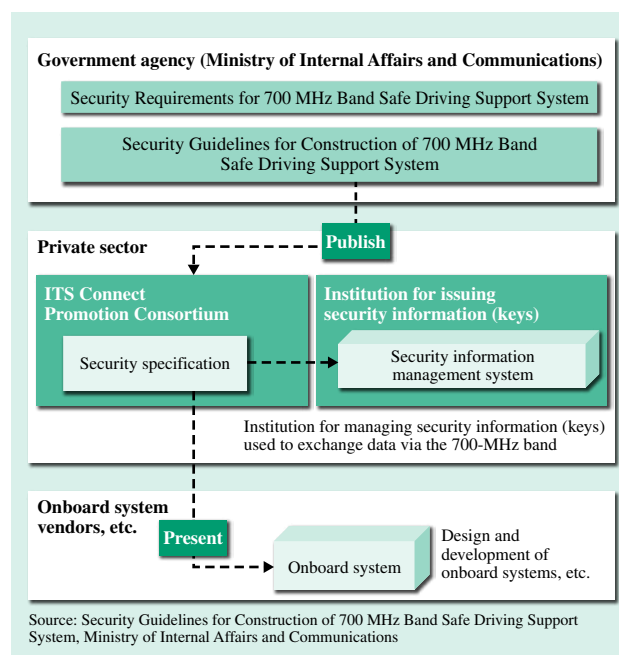 Government agency (Ministry of Internal Affairs and Communications)
Security Requirements for 700 MHz Band Safe Driving Support System
Security Guidelines for Construction of 700 MHz Band
Safe Driving Support System
Publish
Private sector
ITS Connect
Promotion Consortium
Security specification
Institution for issuing
security information (keys)
Security information
management system
Institution for managing security information (keys)
used to exchange data via the 700-MHz band
Onboard system
vendors, etc.
Present
Onboard system
Design and
development of
onboard systems, etc.
Source: Security Guidelines for Construction of 700 MHz Band Safe Driving Support
System, Ministry of Internal Affairs and Communications